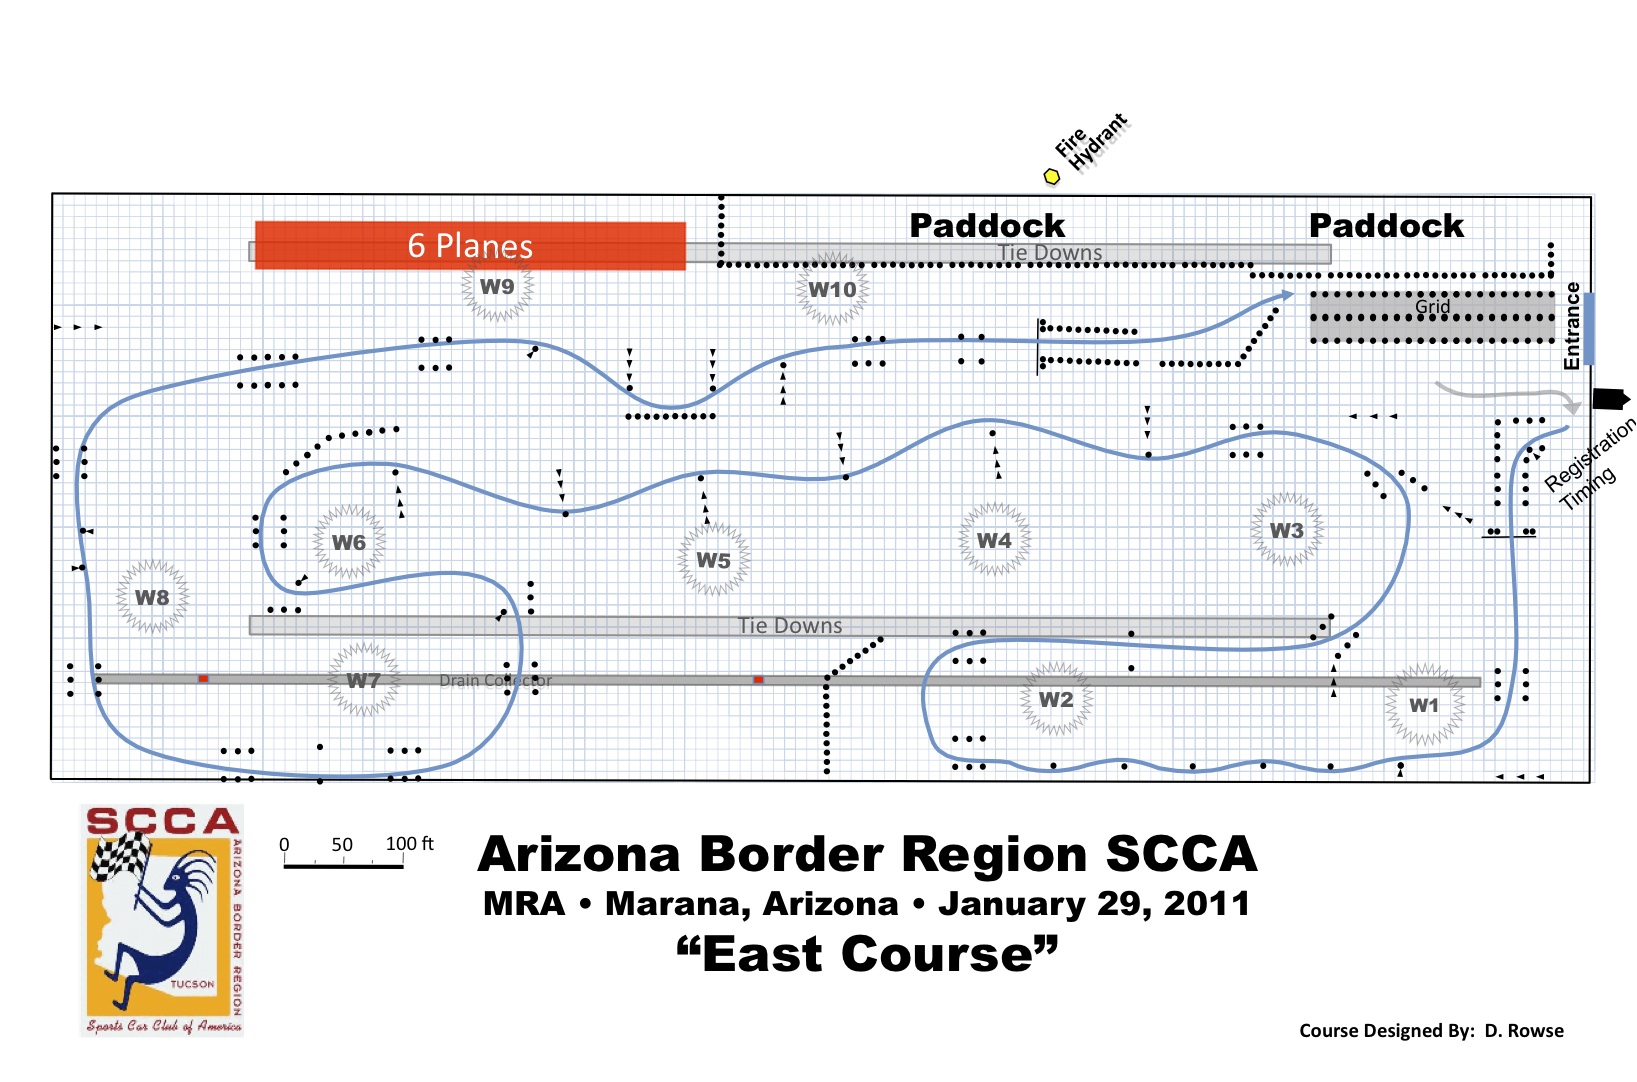 Fire
Hydrant
Paddock
Paddock
6 Planes
Tie Downs
W9
W10
Grid
Entrance
Registration
Timing
W6
W5
W4
W3
W8
Tie Downs
W7
Drain Collector
W2
W1
SCCA
ARIZONA BORDER REGION
TUCSON
Sports Car Club of America
0 50 100 ft
Arizona Border Region SCCA
MRA • Marana, Arizona • January 29, 2011
“East Course”
Course Designed By: D. Rowse